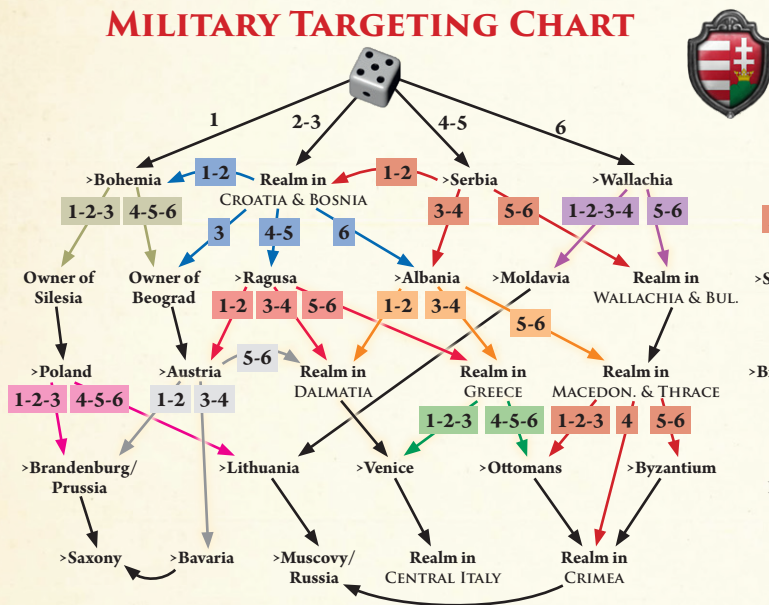 MILITARY TARGETING CHART
1
2-3
4-5
6
>Bohemia
1-2
Realm in
CROATIA & BOSNIA
1-2
>Serbia
>Wallachia
1-2-3
4-5-6
3
4-5
6
3-4
5-6
1-2-3-4
5-6
Owner of
Silesia
Owner of
Beograd
>Ragusa
>Albania
>Moldavia
Realm in
WALLACHIA & BUL.
>S
1-2
3-4
5-6
1-2
3-4
5-6
5-6
>Poland
>Austria
Realm in
DALMATIA
Realm in
GREECE
Realm in
MACEDON. & THRACE
>B
1-2-3
4-5-6
1-2
3-4
1-2-3
4-5-6
1-2-3
4
5-6
>Brandenburg/
Prussia
>Lithuania
>Venice
>Ottomans
>Byzantium
>Saxony
>Bavaria
>Muscovy/
Russia
Realm in
CENTRAL ITALY
Realm in
CRIMEA